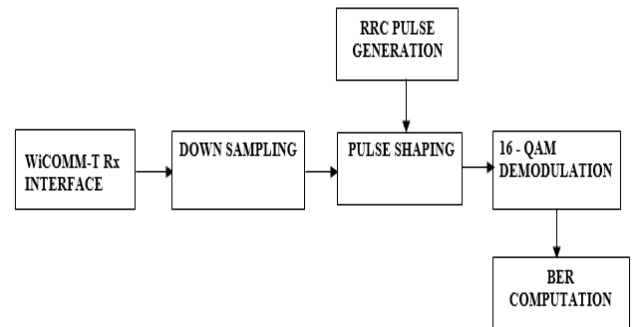 RRC PULSE
GENERATION
WiCOMM-T Rx
INTERFACE
DOWN SAMPLING
PULSE SHAPING
16 - QAM
DEMODULATION
BER
COMPUTATION